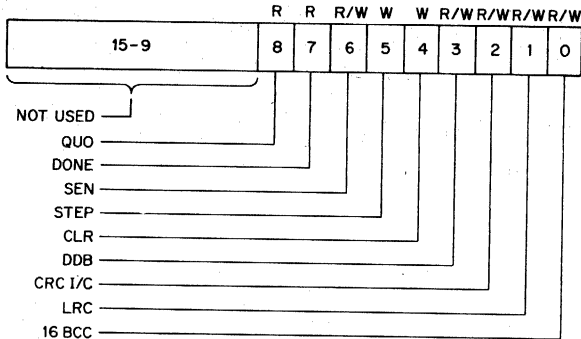 R R R/W W W R/W R/W R/W R/W
15-9 8 7 6 5 4 3 2 1 0
NOT USED
QUO
DONE
SEN
STEP
CLR
DDB
CRC I/C
LRC
16 BCC